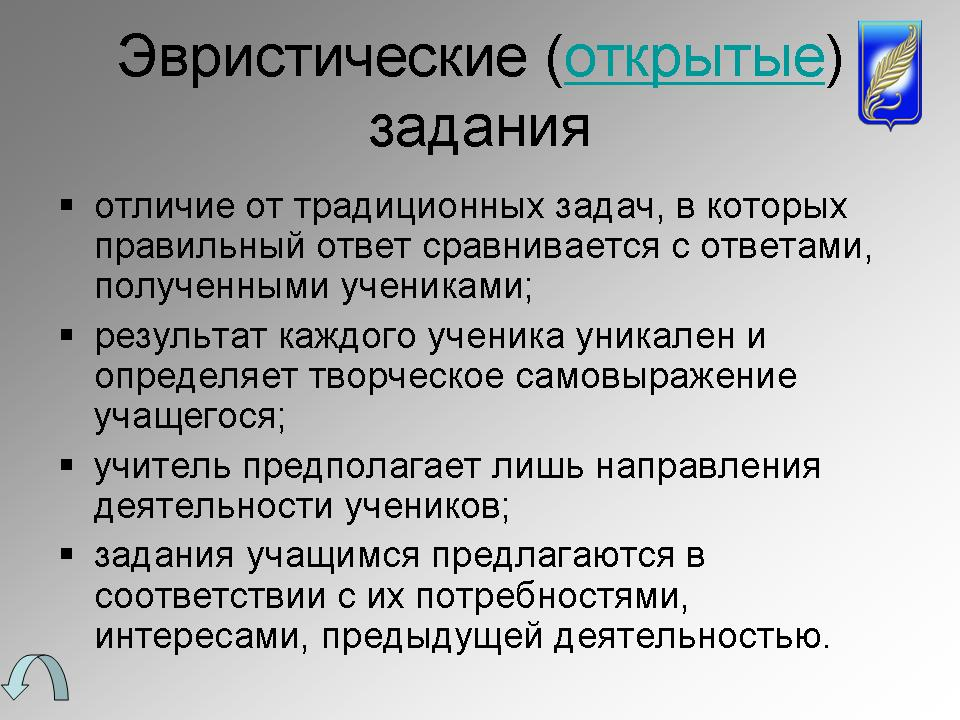 Эвристические (открытые)
задания
▪ отличие от традиционных задач, в которых
правильный ответ сравнивается с ответами,
полученными учениками;
▪ результат каждого ученика уникален и
определяет творческое самовыражение
учащегося;
▪ учитель предполагает лишь направления
деятельности учеников;
▪ задания учащимся предлагаются в
соответствии с их потребностями,
интересами, предыдущей деятельностью.